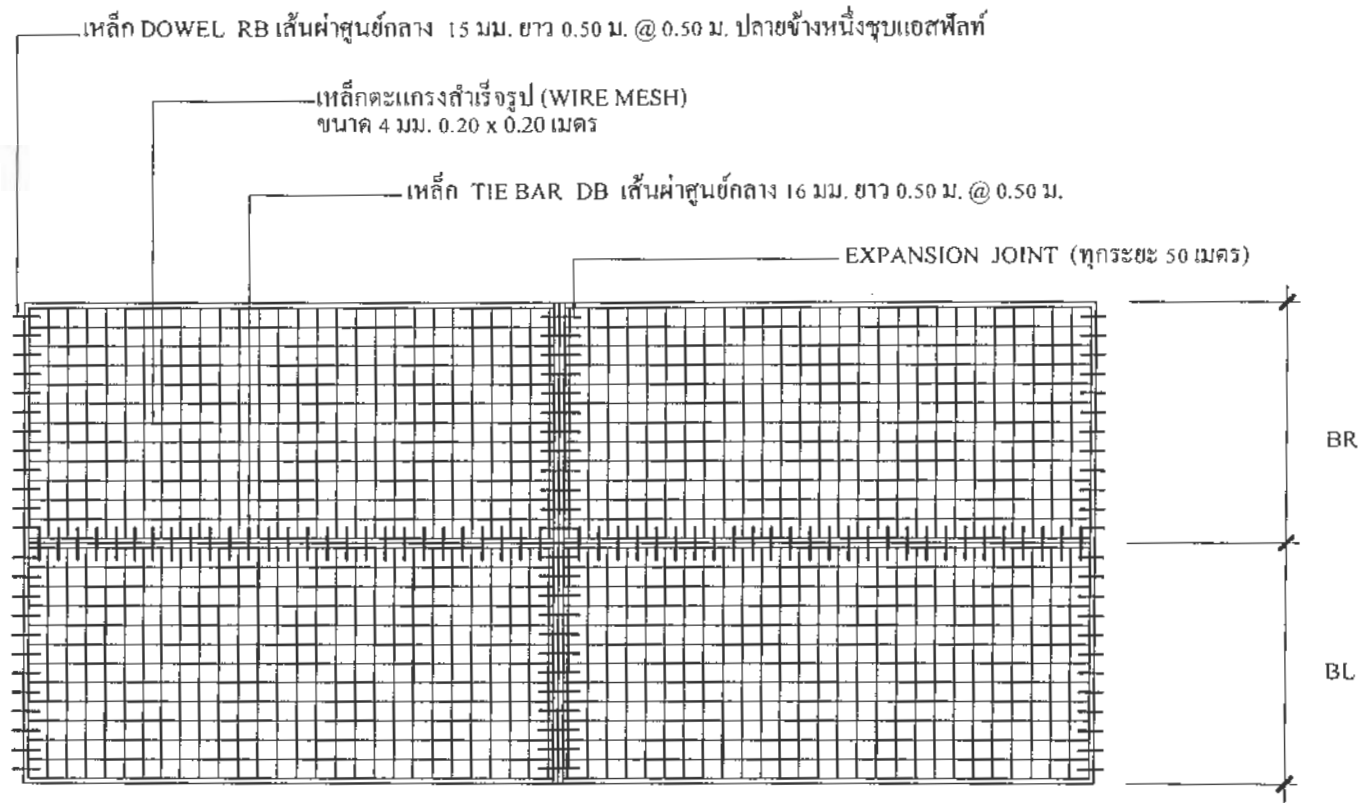 เหล็ก DOWEL RB เส้นผ่าศูนย์กลาง 15 มม. ยาว 0.50 ม. @ 0.50 ม. ปลายข้างหนึ่งชุบแอสฟัลท์
เหล็กตะแกรงสำเร็จรูป (WIRE MESH)
ขนาด 4 มม. 0.20 x 0.20 เมตร
เหล็ก TIE BAR DB เส้นผ่าศูนย์กลาง 16 มม. ยาว 0.50 ม. @ 0.50 ม.
EXPANSION JOINT (ทุกระยะ 50 เมตร)
BR
BL